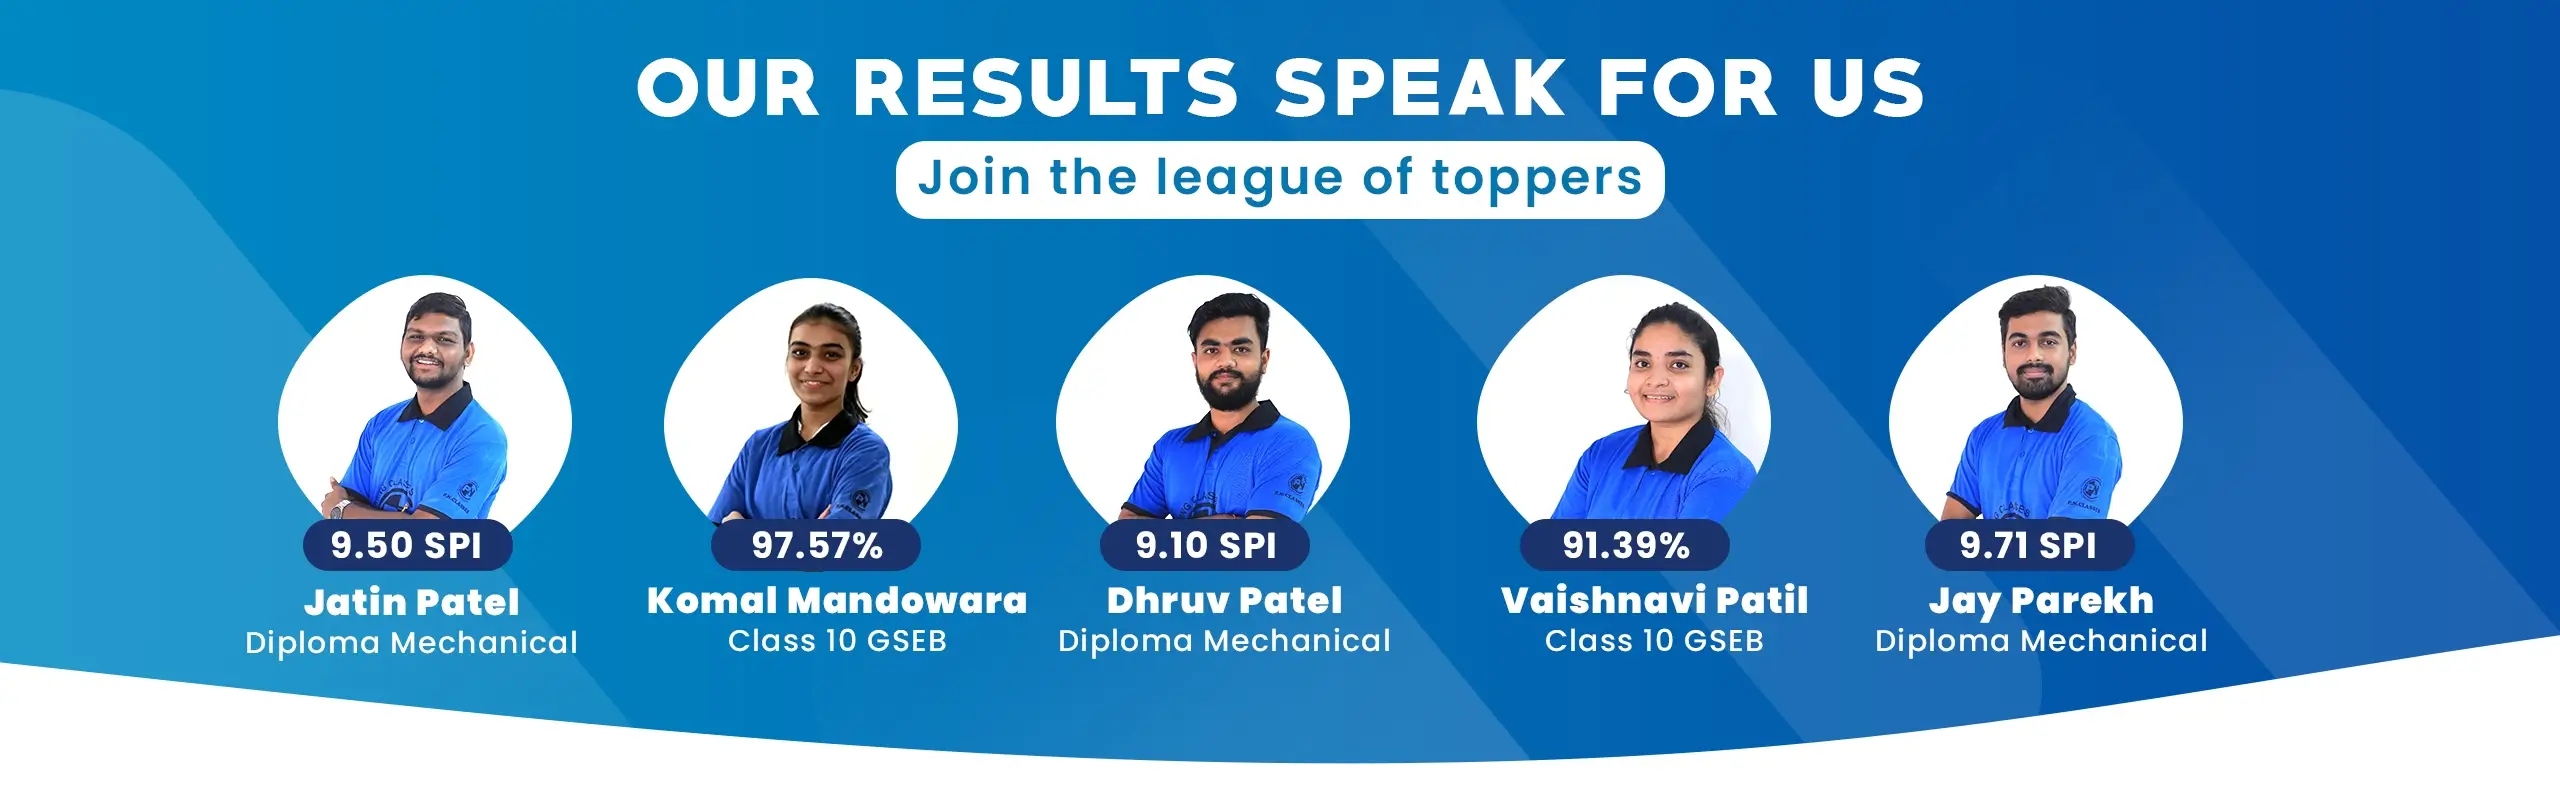 OUR RESULTS SPEAK FOR US
Join the league of toppers
9.50 SPI
Jatin Patel
Diploma Mechanical
97.57%
Komal Mandowara
Class 10 GSEB
9.10 SPI
Dhruv Patel
Diploma Mechanical
91.39%
Vaishnavi Patil
Class 10 GSEB
9.71 SPI
Jay Parekh
Diploma Mechanical